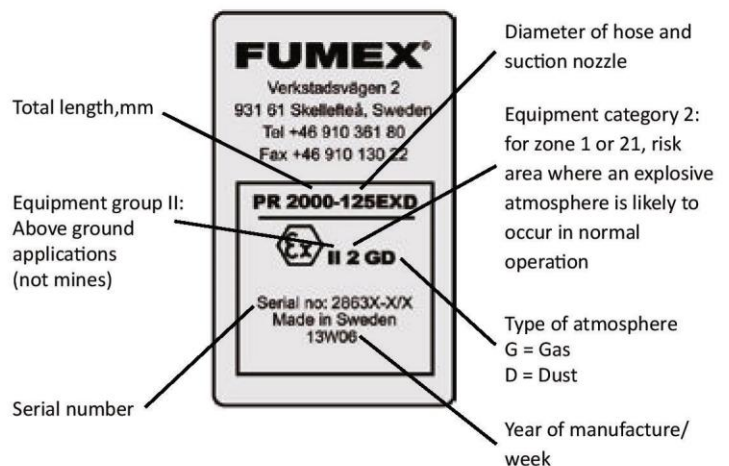 Total length,mm
Equipment group II:
Above ground
applications
(not mines)
Serial number
FUMEX®
Verkstadsvägen 2
931 61 Skellefteå, Sweden
Tel +46 910 361 80
Fax +46 910 130 22
PR 2000-125EXD
Ex II 2 GD
Serial no: 2863X-X/X
Made in Sweden
13W06
Diameter of hose and
suction nozzle
Equipment category 2:
for zone 1 or 21, risk
area where an explosive
atmosphere is likely to
occur in normal
operation
Type of atmosphere
G = Gas
D = Dust
Year of manufacture/
week